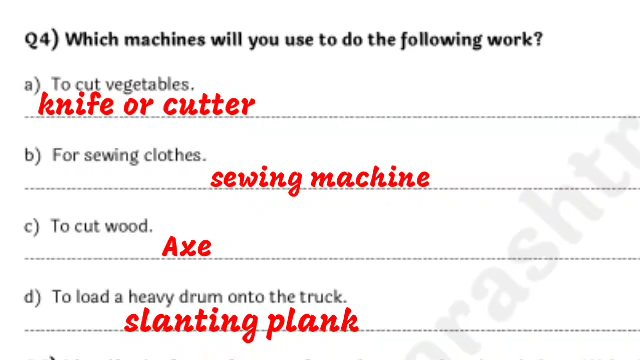 Q4) Which machines will you use to do the following work?
a) To cut vegetables.
knife or cutter
b) For sewing clothes.
sewing machine
c) To cut wood.
Axe
d) To load a heavy drum onto the truck.
slanting plank